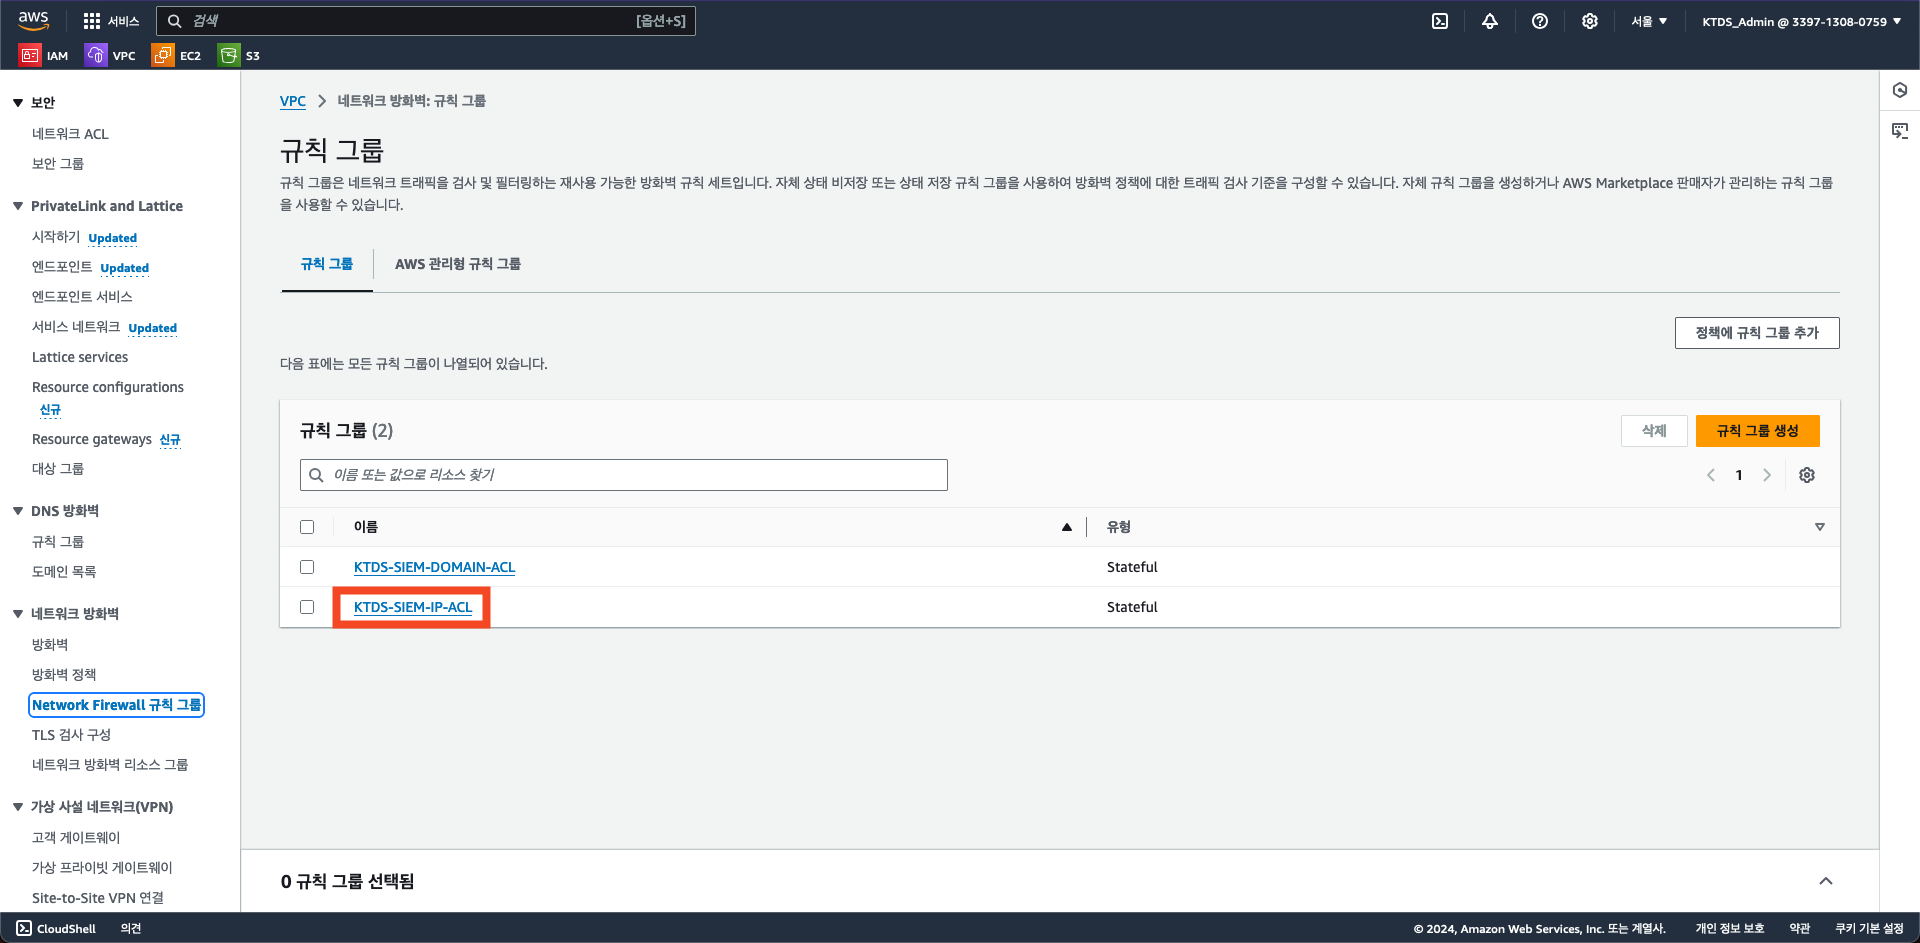 aws
서비스
검색
[옵션+S]
서울 ▼
KTDS_Admin @ 3397-1308-0759 ▼
IAM
VPC
EC2
S3
▼ 보안
네트워크 ACL
보안 그룹
▼ PrivateLink and Lattice
시작하기 Updated
엔드포인트 Updated
엔드포인트 서비스
서비스 네트워크 Updated
Lattice services
Resource configurations
신규
Resource gateways 신규
대상 그룹
▼ DNS 방화벽
규칙 그룹
도메인 목록
▼ 네트워크 방화벽
방화벽
방화벽 정책
Network Firewall 규칙 그룹
TLS 검사 구성
네트워크 방화벽 리소스 그룹
▼ 가상 사설 네트워크(VPN)
고객 게이트웨이
가상 프라이빗 게이트웨이
Site-to-Site VPN 연결
VPC > 네트워크 방화벽: 규칙 그룹
규칙 그룹
규칙 그룹은 네트워크 트래픽을 검사 및 필터링하는 재사용 가능한 방화벽 규칙 세트입니다. 자체 상태 비저장 또는 상태 저장 규칙 그룹을 사용하여 방화벽 정책에 대한 트래픽 검사 기준을 구성할 수 있습니다. 자체 규칙 그룹을 생성하거나 AWS Marketplace 판매자가 관리하는 규칙 그룹
을 사용할 수 있습니다.
규칙 그룹
AWS 관리형 규칙 그룹
정책에 규칙 그룹 추가
다음 표에는 모든 규칙 그룹이 나열되어 있습니다.
규칙 그룹 (2)
삭제
규칙 그룹 생성
이름 또는 값으로 리소스 찾기
1
이름
유형
KTDS-SIEM-DOMAIN-ACL
Stateful
KTDS-SIEM-IP-ACL
Stateful
0 규칙 그룹 선택됨
CloudShell
의견
© 2024, Amazon Web Services, Inc. 또는 계열사.
개인 정보 보호
약관
쿠키 기본 설정